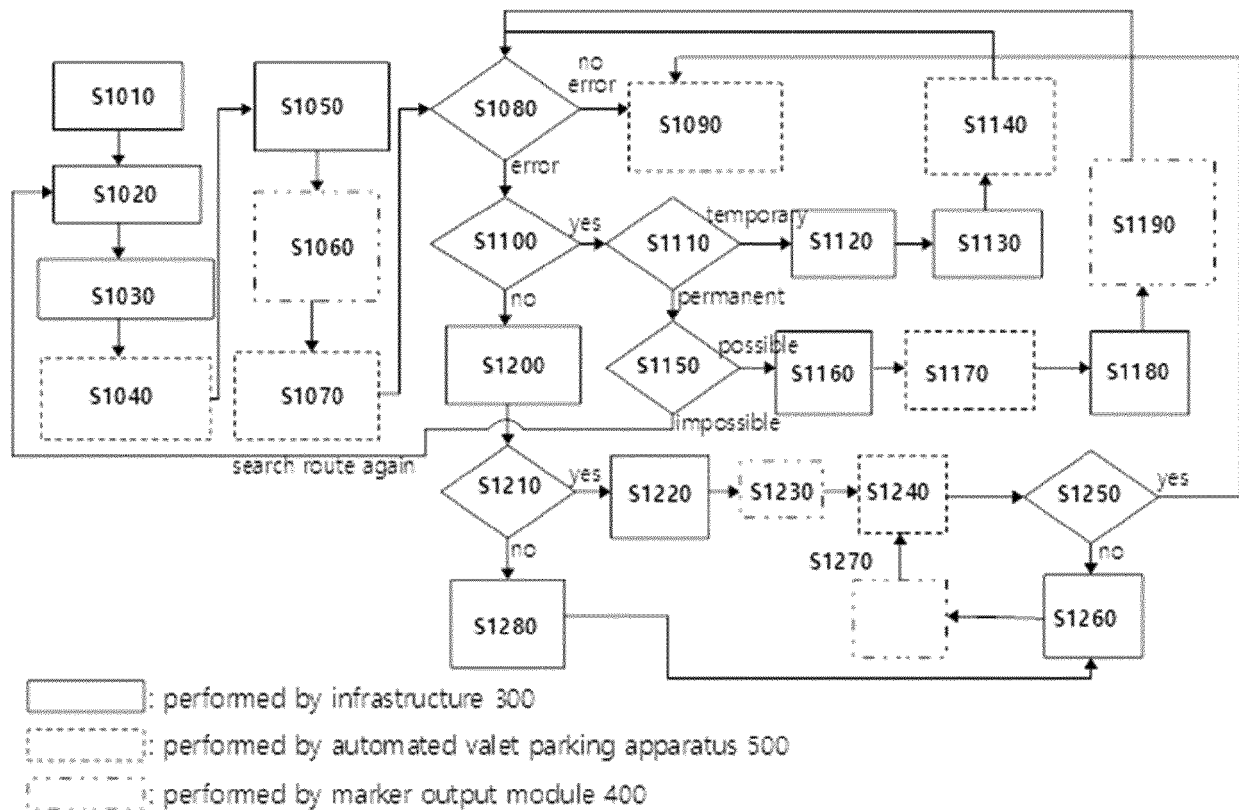 S1010
S1020
S1030
S1040
S1050
S1060
S1070
S1080
no
error
error
S1090
S1100
yes
no
S1110
temporary
permanent
S1120
S1130
S1140
S1150
possible
impossible
S1160
S1170
S1180
S1190
search route again
S1200
S1210
yes
no
S1220
S1230
S1240
S1250
yes
no
S1260
S1270
S1280
: performed by infrastructure 300
: performed by automated valet parking apparatus 500
: performed by marker output module 400